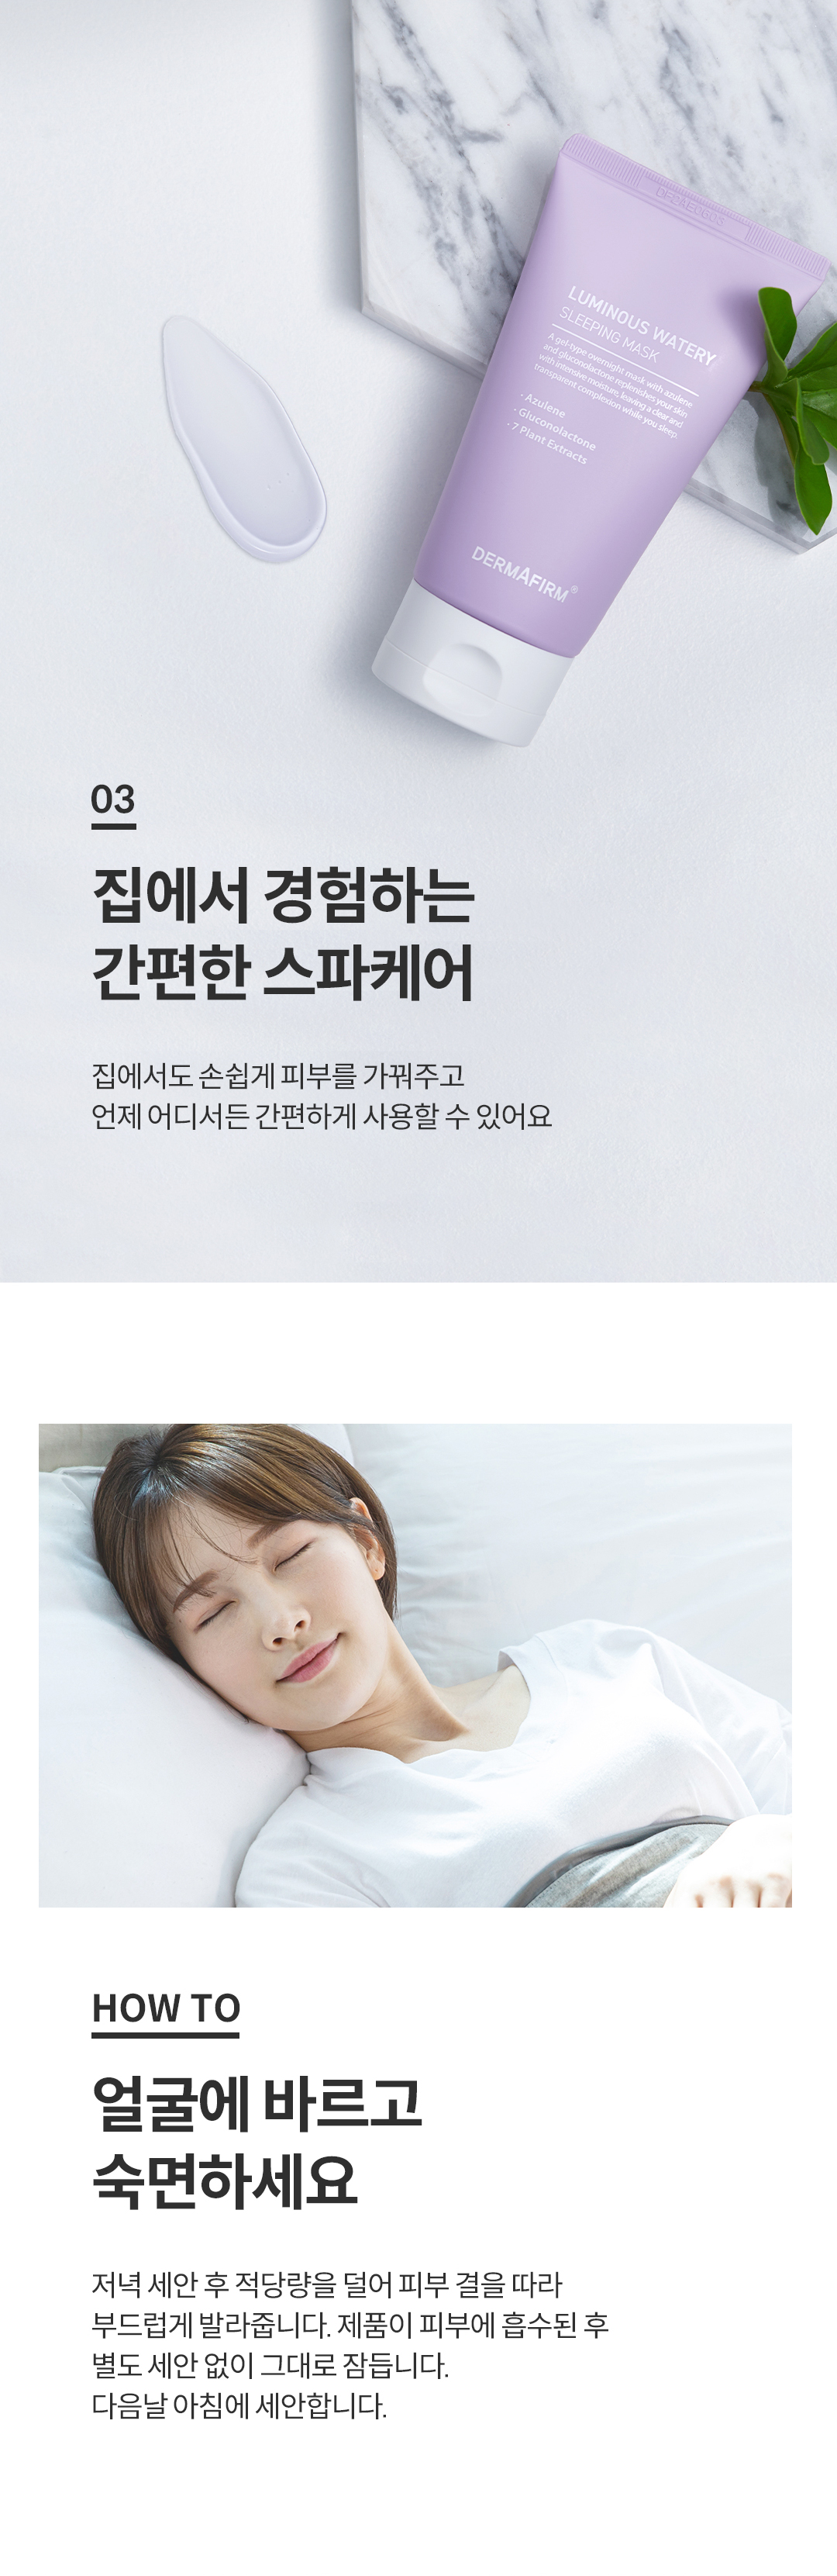 LUMINOUS WATERY
SLEEPING MASK
A gel-type overnight mask with azulene
and gluconolactone replenishes your skin
with intensive moisture, leaving a clear and
transparent complexion while you sleep.
· Azulene
· Gluconolactone
· 7 Plant Extracts
DERMAFIRM®
03
집에서 경험하는
간편한 스파케어
집에서도 손쉽게 피부를 가꿔주고
언제 어디서든 간편하게 사용할 수 있어요
HOW TO
얼굴에 바르고
숙면하세요
저녁 세안 후 적당량을 덜어 피부 결을 따라
부드럽게 발라줍니다. 제품이 피부에 흡수된 후
별도 세안 없이 그대로 잠듭니다.
다음날 아침에 세안합니다.